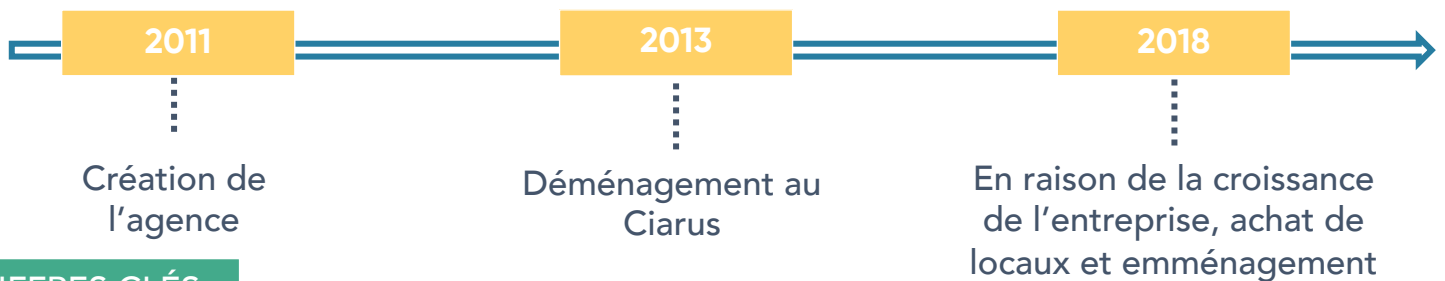 2011
2013
2018
Création de
l'agence
Déménagement au
Ciarus
En raison de la croissance
de l'entreprise, achat de
locaux et emménagement
CLÉS